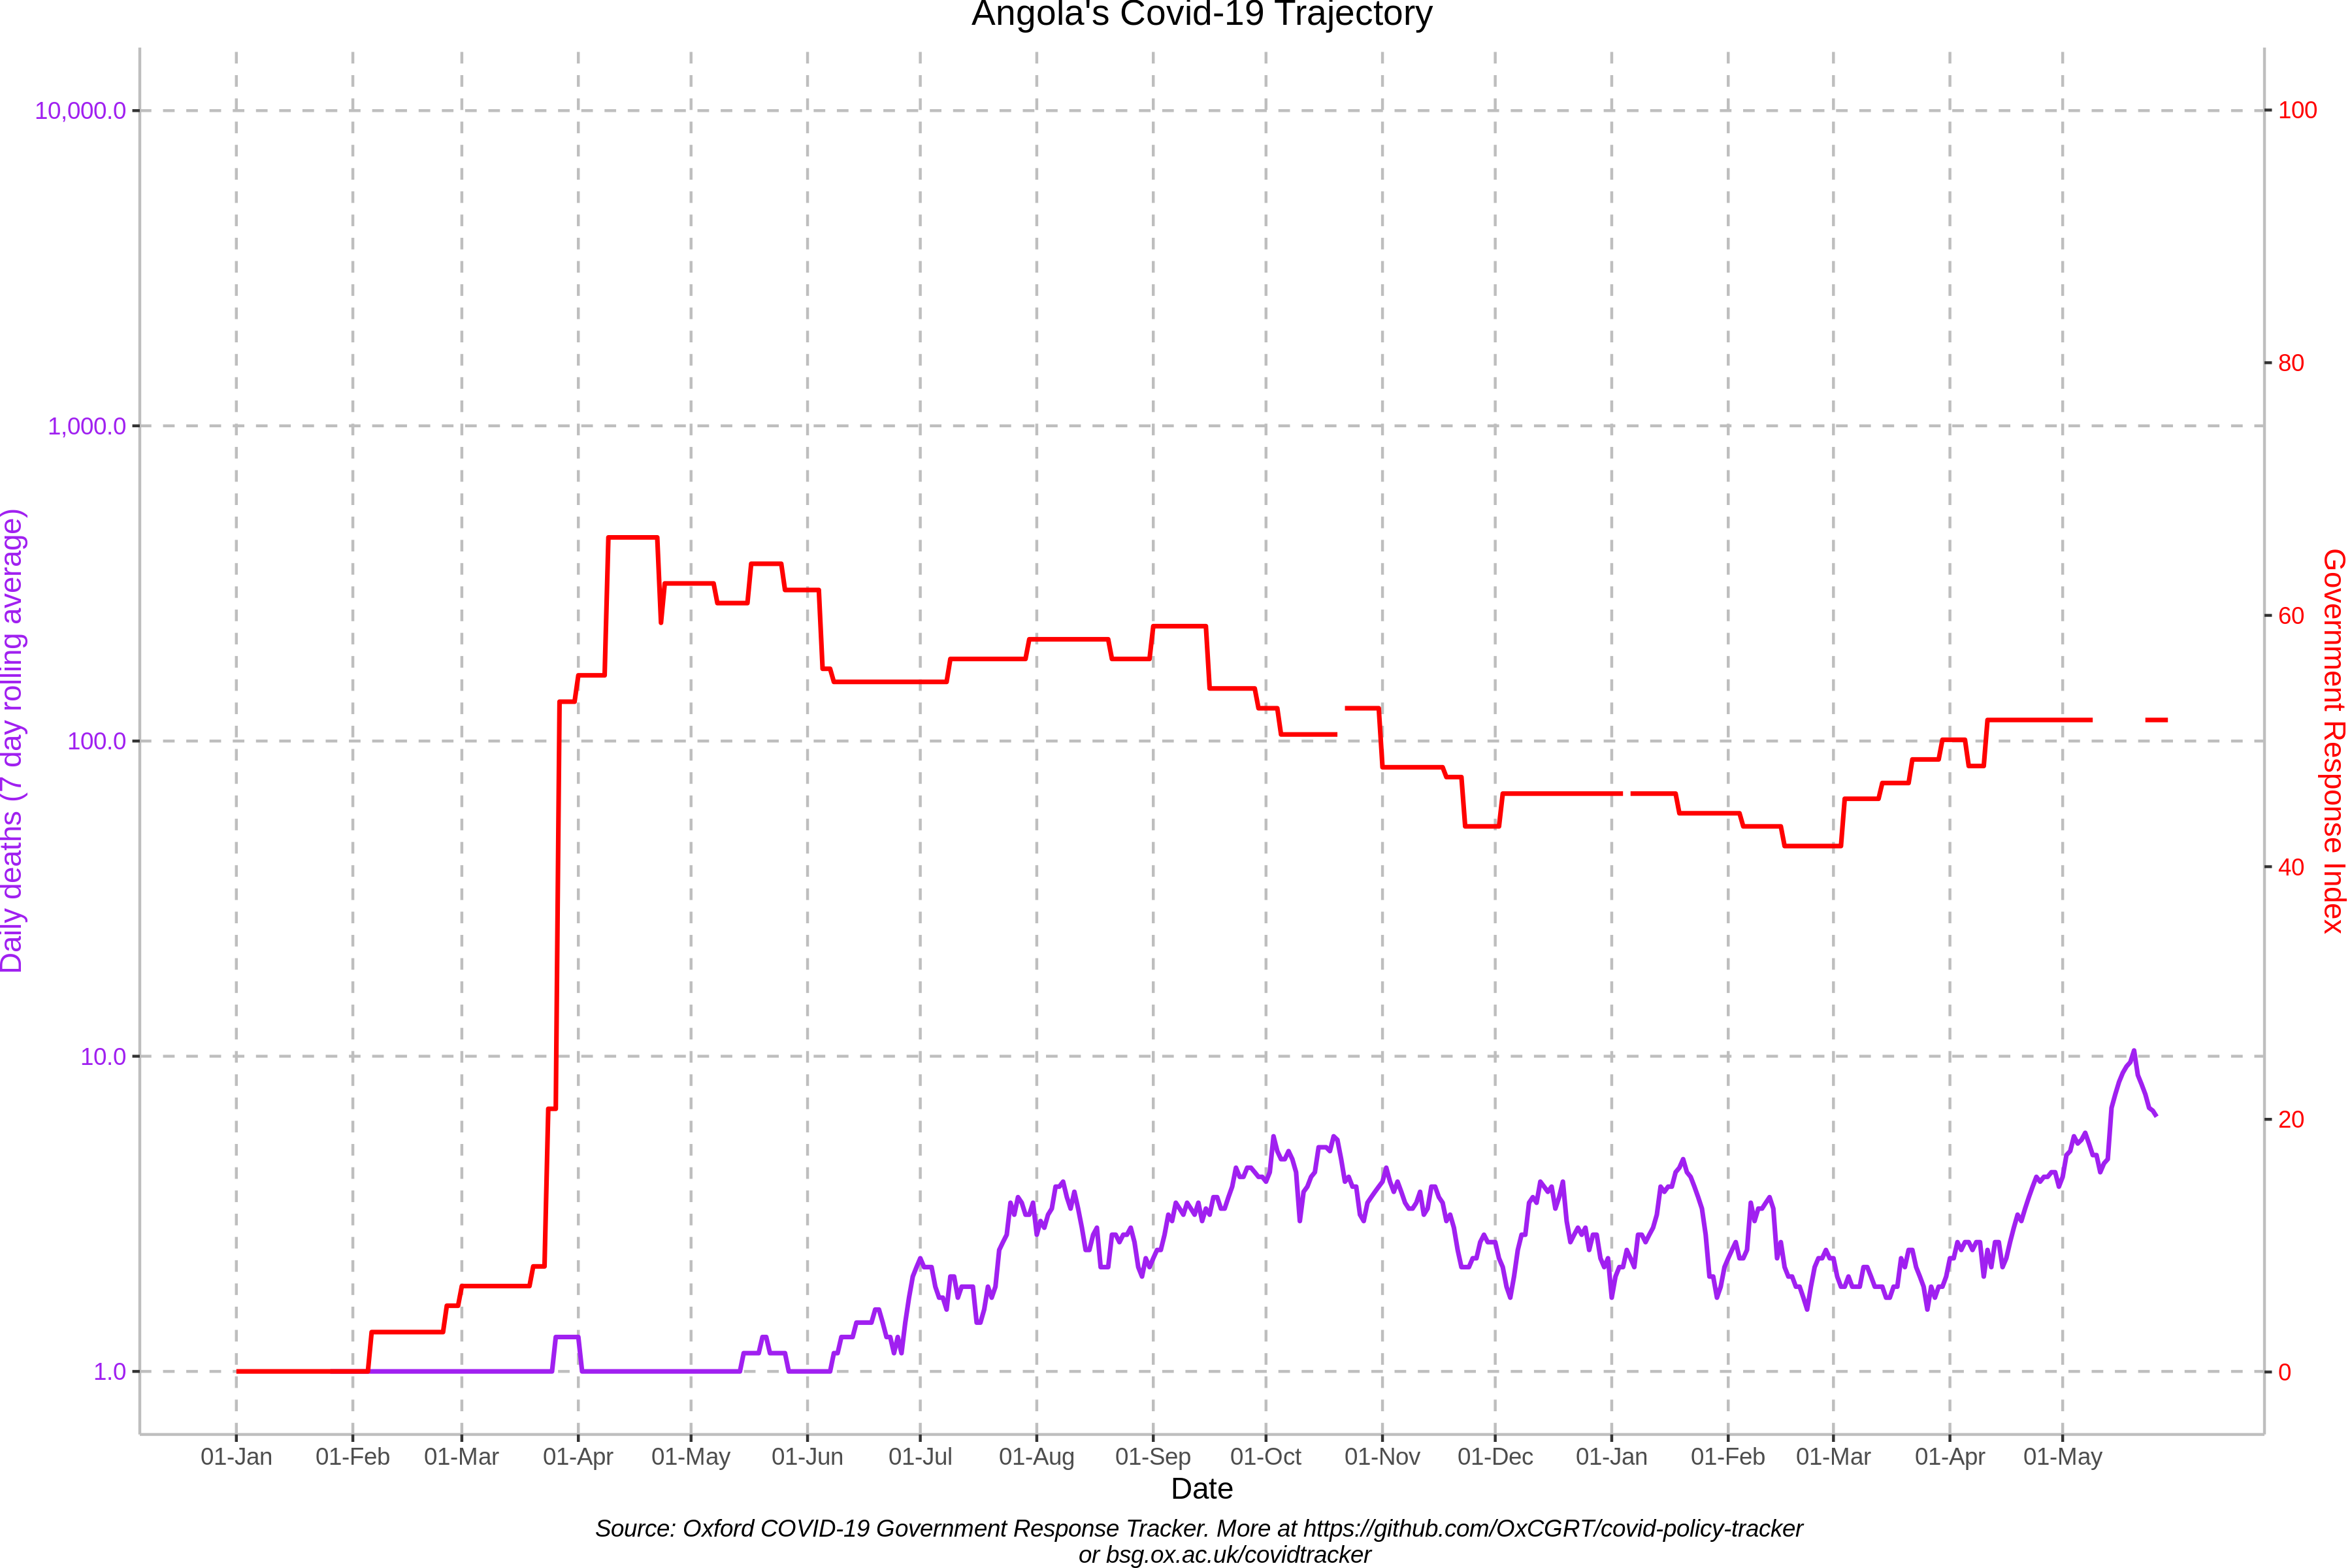 Angola's Covid-19 Trajectory
10,000.0
1,000.0
100.0
10.0
1.0
Daily deaths (7 day rolling average)
100
80
60
40
20
0
Government Response Index
01-Jan 01-Feb 01-Mar 01-Apr 01-May 01-Jun 01-Jul 01-Aug 01-Sep 01-Oct 01-Nov 01-Dec 01-Jan 01-Feb 01-Mar 01-Apr 01-May
Date
Source: Oxford COVID-19 Government Response Tracker. More at https://github.com/OxCGRT/covid-policy-tracker
or bsg.ox.ac.uk/covidtracker